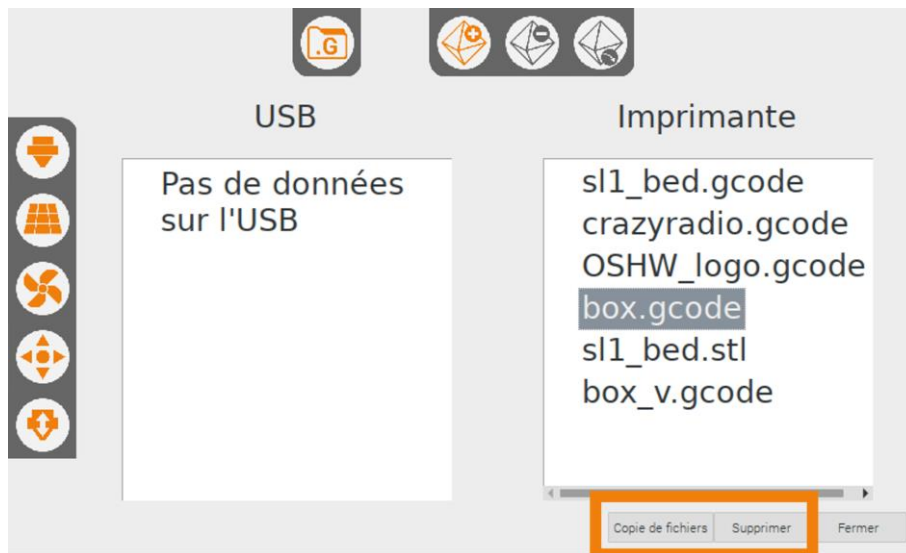 .G
USB
Imprimante
Pas de données
sur l'USB
sl1_bed.gcode
crazyradio.gcode
OSHW_logo.gcode
box.gcode
sl1_bed.stl
box_v.gcode
Copie de fichiers
Supprimer
Fermer